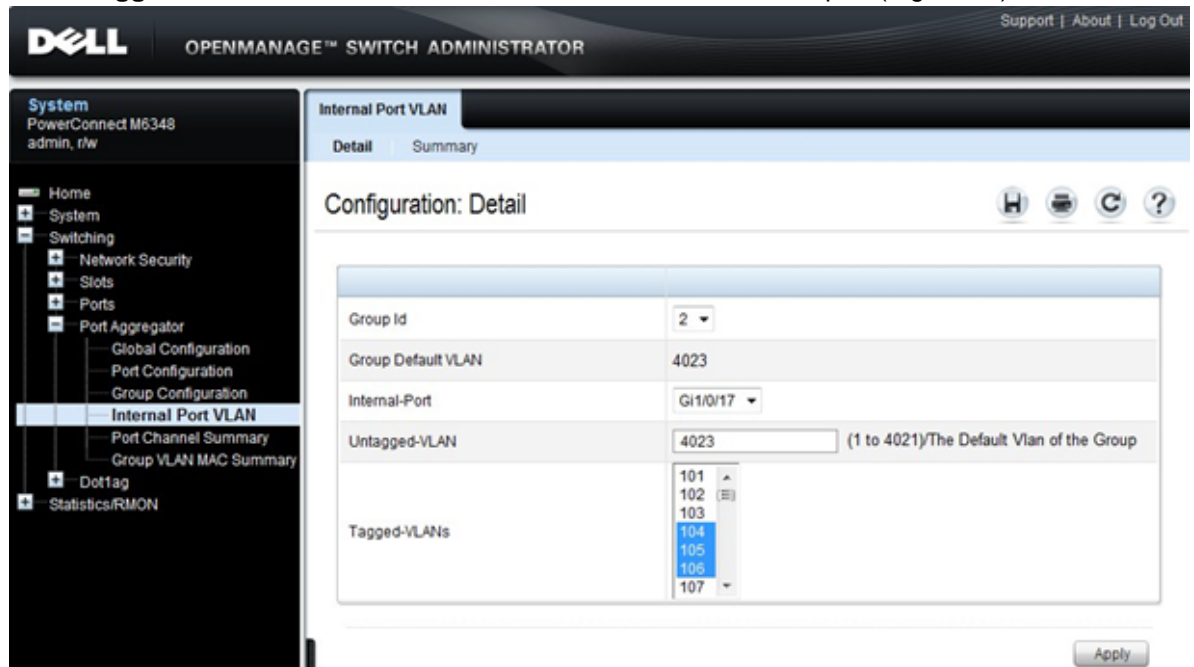 Support | About | Log Out
DELL OPENMANAGE™ SWITCH ADMINISTRATOR
System
PowerConnect M6348
admin, r/w
Home
System
Switching
Network Security
Slots
Ports
Port Aggregator
Global Configuration
Port Configuration
Group Configuration
Internal Port VLAN
Port Channel Summary
Group VLAN MAC Summary
Dot1ag
Statistics/RMON
Internal Port VLAN
Detail Summary
Configuration: Detail
Group Id 2
Group Default VLAN 4023
Internal-Port Gi1/0/17
Untagged-VLAN 4023 (1 to 4021)/The Default Vlan of the Group
Tagged-VLANs
101
102
103
104
105
106
107
Apply